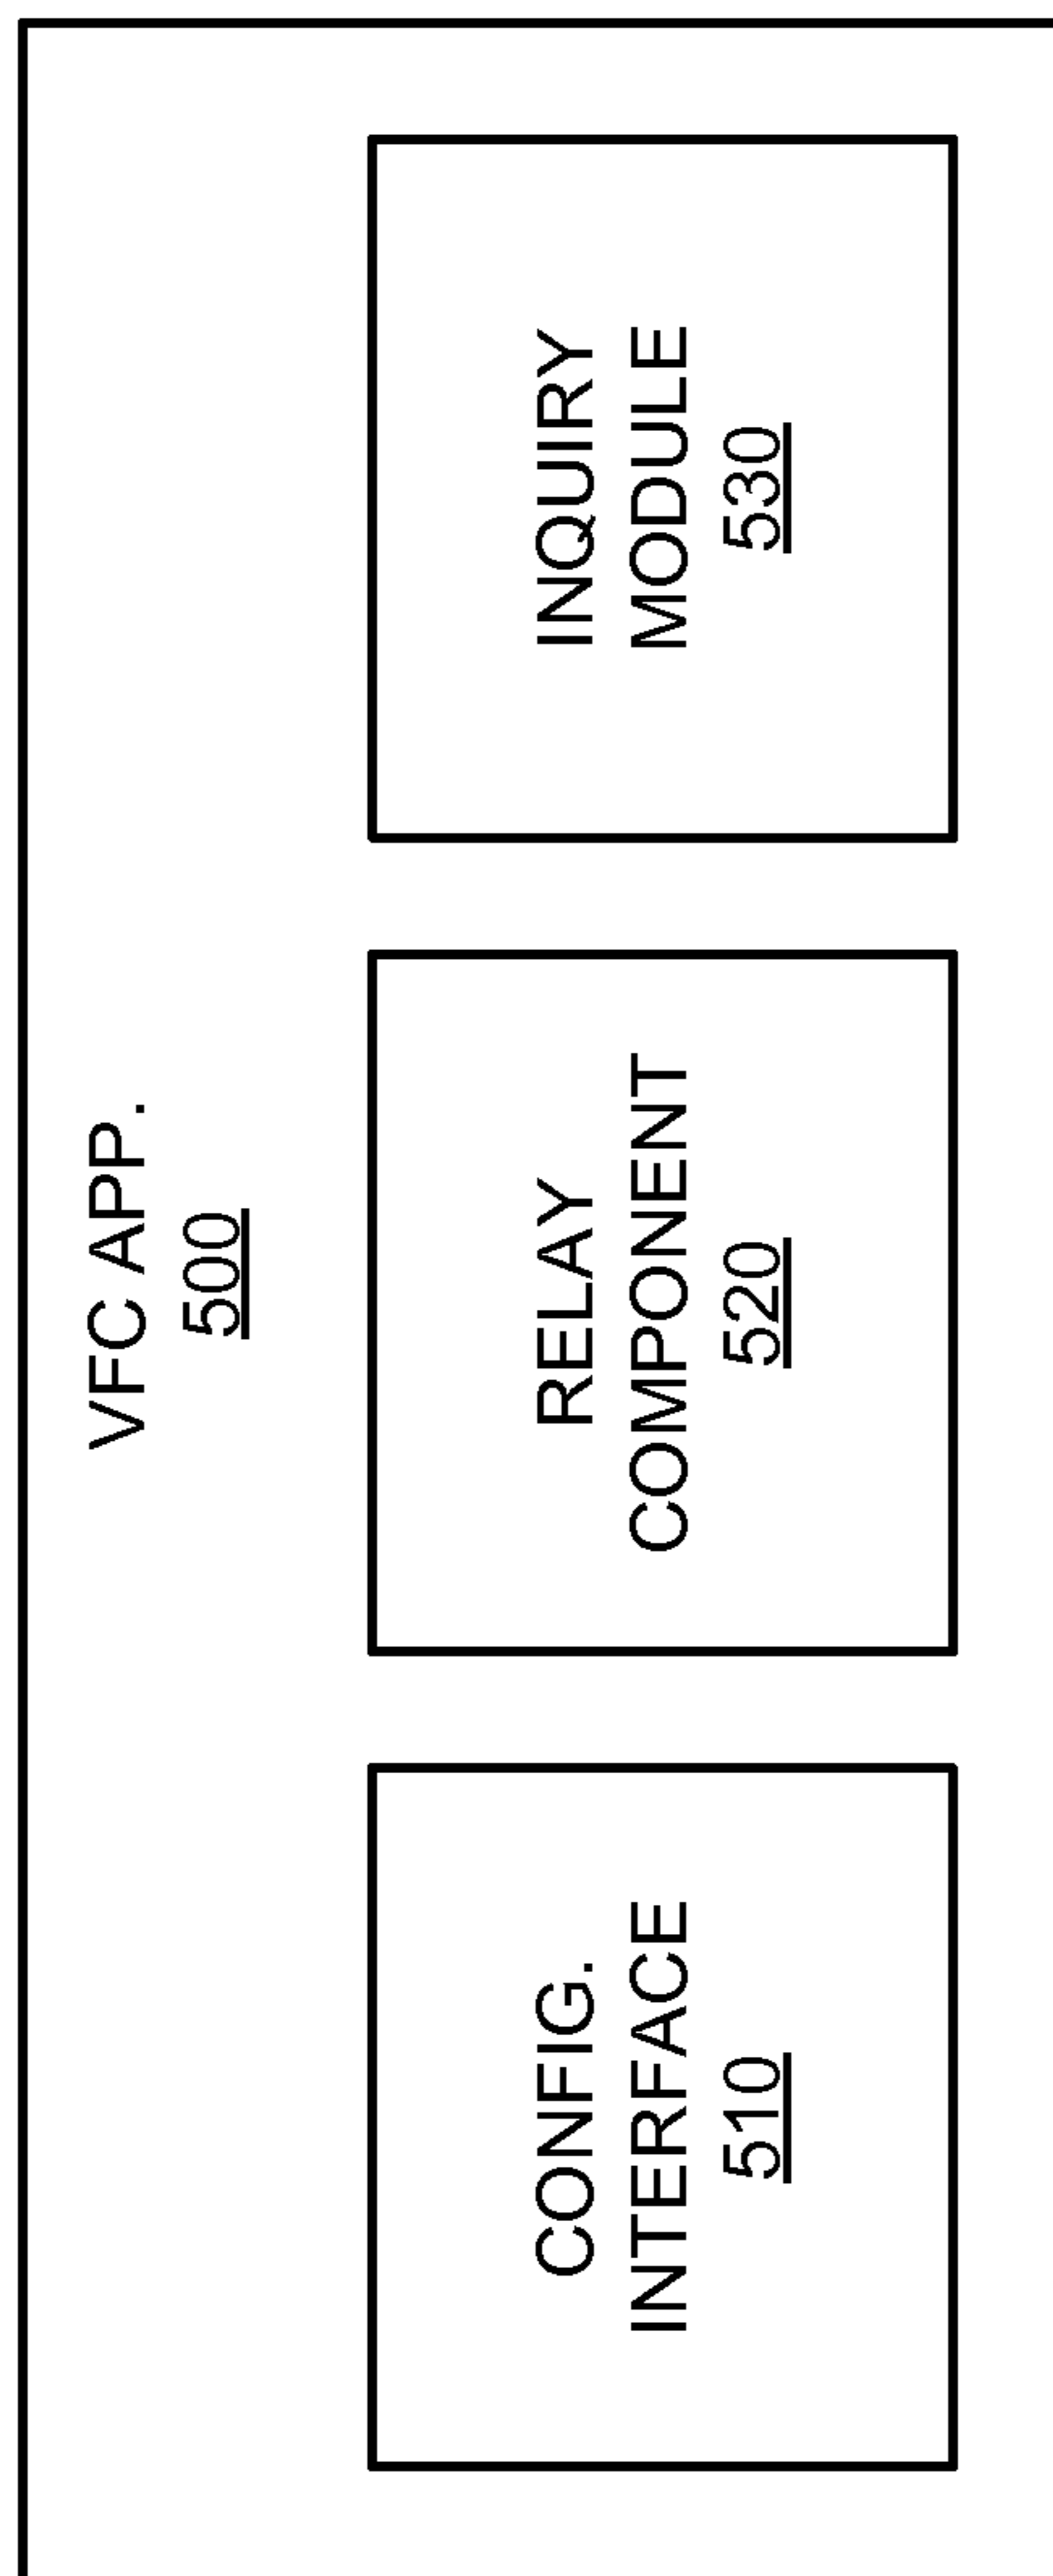 VFC APP.
500
CONFIG.
INTERFACE
510
RELAY
COMPONENT
520
INQUIRY
MODULE
530